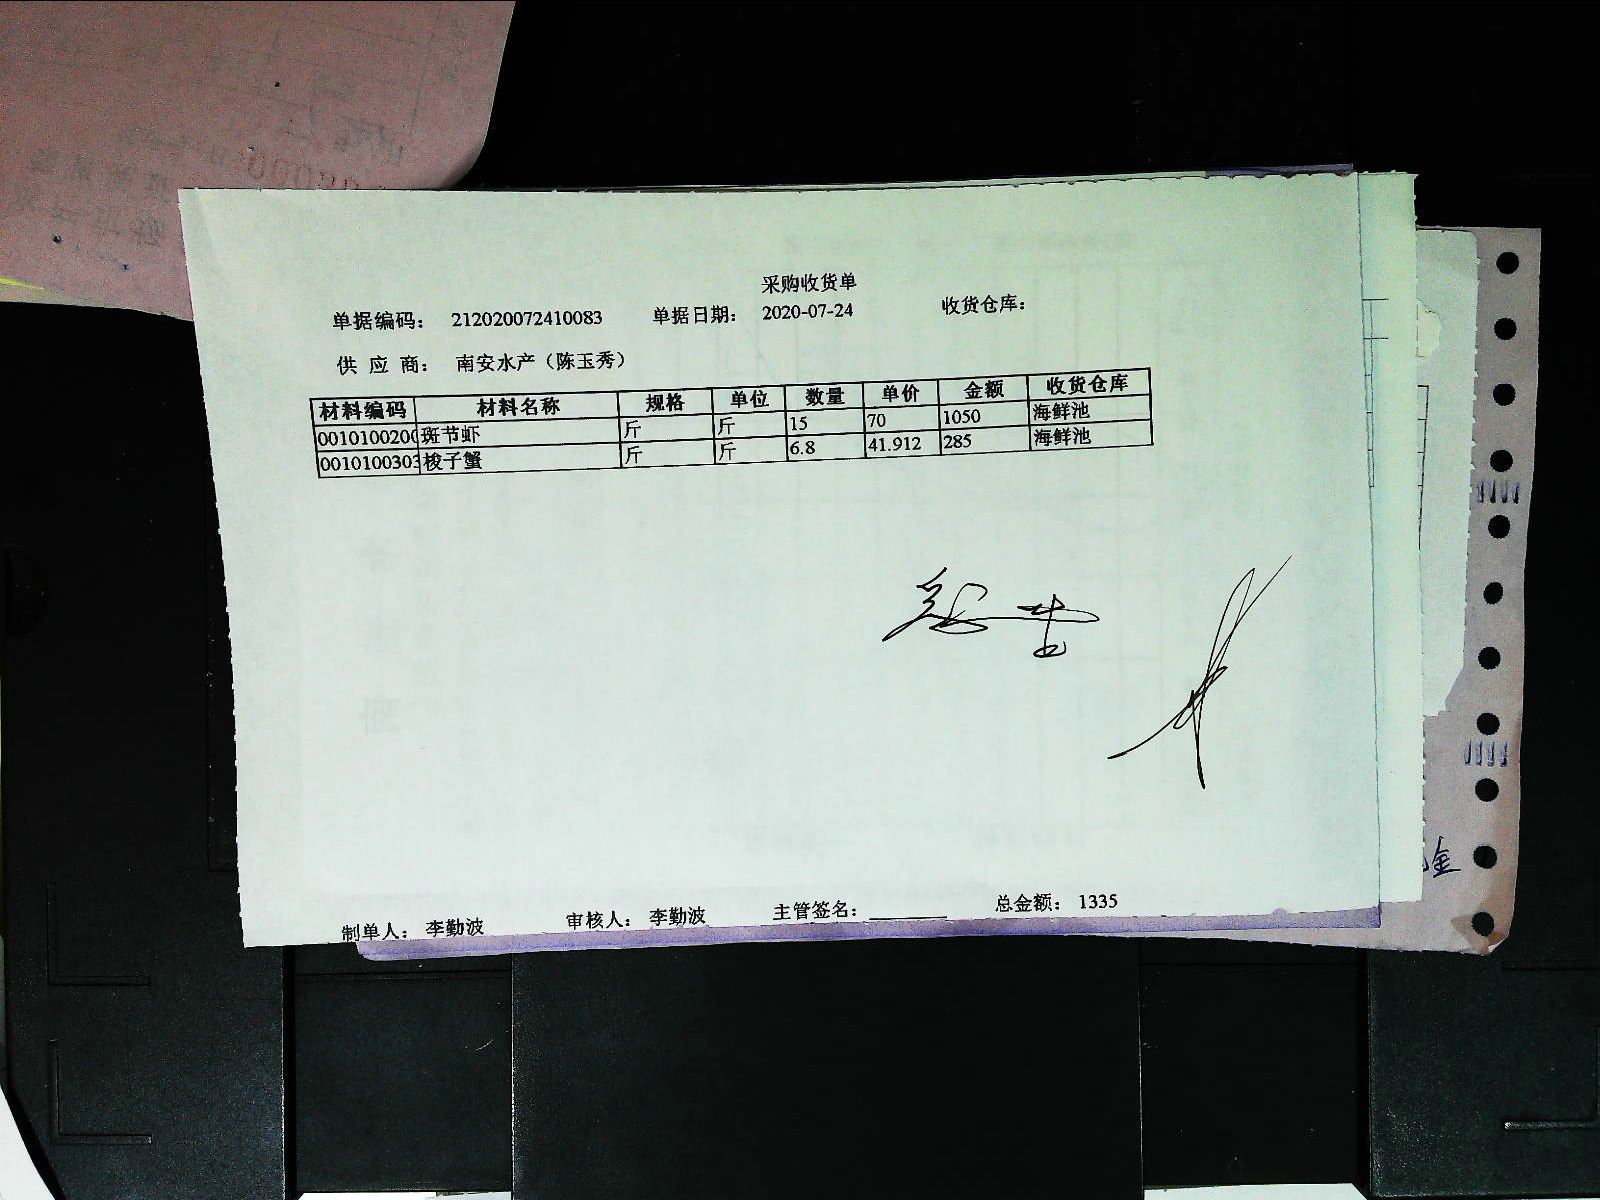 采购收货单
单据编码： 212020072410083 单据日期： 2020-07-24 收货仓库：
供 应 商： 南安水产（陈玉秀）
材料编码 材料名称 规格 单位 数量 单价 金额 收货仓库
0010100200 斑节虾 斤 斤 15 70 1050 海鲜池
0010100303 梭子蟹 斤 斤 6.8 41.912 285 海鲜池
金
制单人： 李勤波 审核人： 李勤波 主管签名： 总金额： 1335